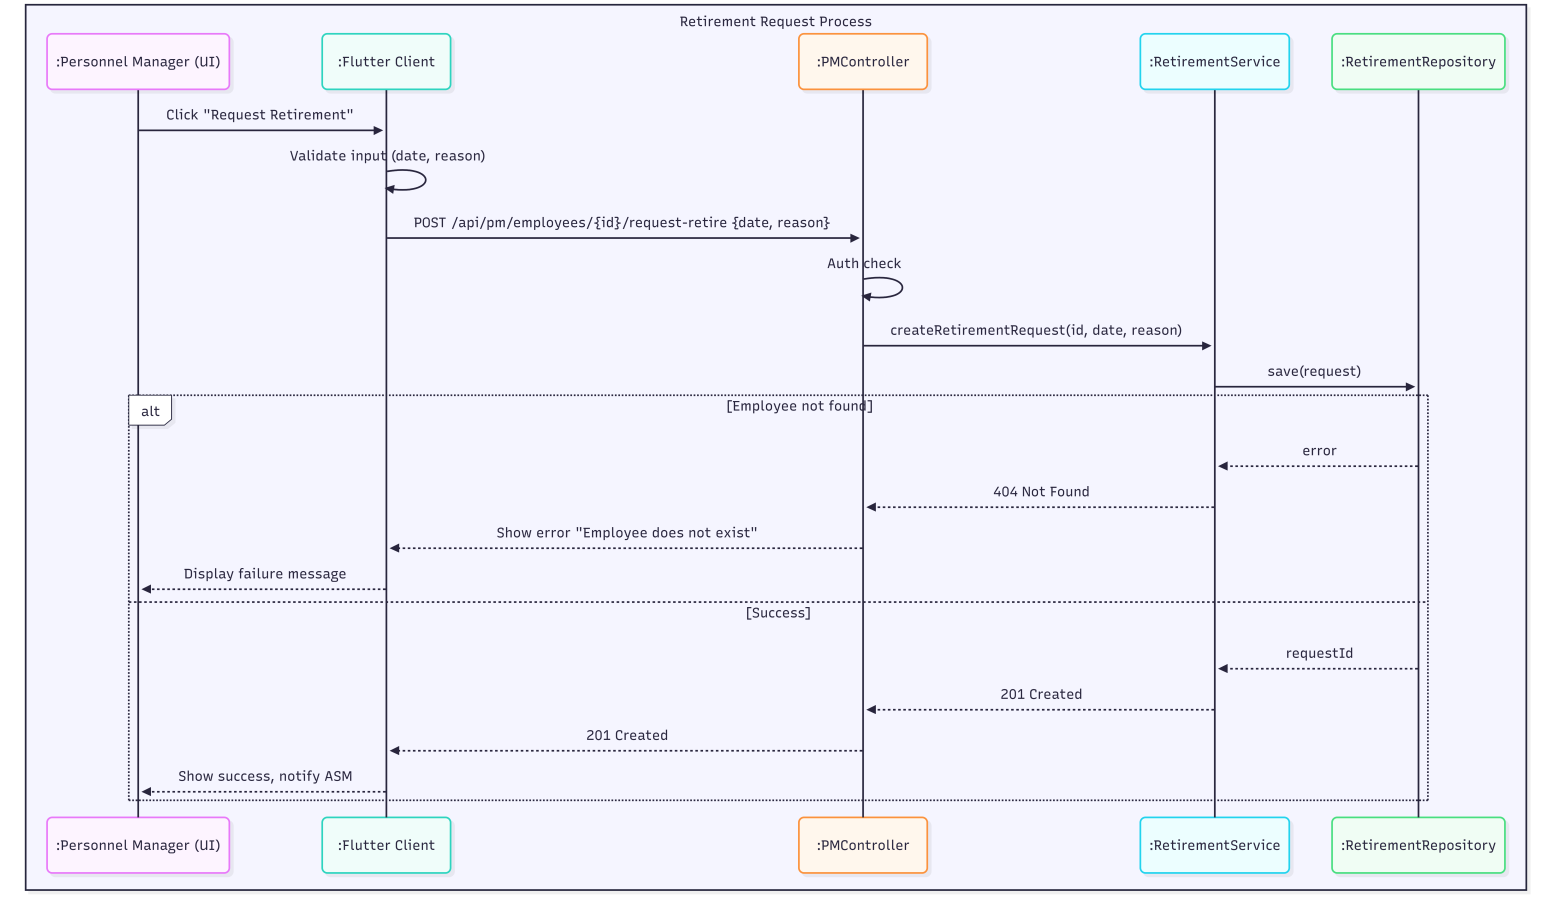 Retirement Request Process
:Personnel Manager (UI)
:Flutter Client
:PMController
:RetirementService
:RetirementRepository
Click "Request Retirement"
Validate input (date, reason)
POST /api/pm/employees/{id}/request-retire {date, reason}
Auth check
createRetirementRequest(id, date, reason)
save(request)
alt
[Employee not found]
error
404 Not Found
Show error "Employee does not exist"
Display failure message
[Success]
requestId
201 Created
201 Created
Show success, notify ASM
:Personnel Manager (UI)
:Flutter Client
:PMController
:RetirementService
:RetirementRepository